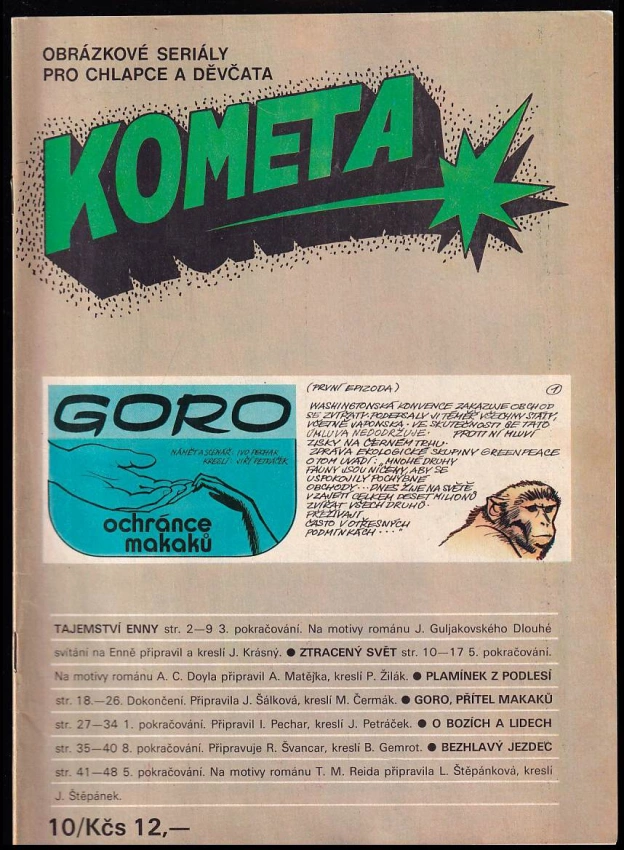 OBRÁZKOVÉ SERIÁLY
PRO CHLAPCE A DĚVČATA
KOMETA
GORO
NÁMĚT A SCÉNÁŘ: IVO PECHAR
KRESLÍ: JIŘÍ PETRÁČEK
ochránce
makaků
(PRVNÍ EPIZODA) 1
WASHINGTONSKÁ KONVENCE ZAKAZUJE OBCHOD
SE ZVÍŘATY. PODEPSALY JI TÉMĚŘ VŠECHNY STÁTY,
VČETNĚ JAPONSKA. VE SKUTEČNOSTI SE TATO
ÚMLUVA NEDODRŽUJE. PROTI NÍ MLUVÍ
ZISKY NA ČERNÉM TRHU.
ZPRÁVA EKOLOGICKÉ SKUPINY GREENPEACE
O TOM UVÁDÍ: „MNOHÉ DRUHY
FAUNY JSOU NIČENY, ABY SE
USPOKOJILY POCHYBNÉ
OBCHODY... DNES ŽIJE NA SVĚTĚ
V ZAJETÍ CELKEM DESET MILIONŮ
ZVÍŘAT VŠECH DRUHŮ.
PŘEŽÍVAJÍ
ČASTO V OTŘESNÝCH
PODMÍNKÁCH..."
TAJEMSTVÍ ENNY str. 2—9 3. pokračování. Na motivy románu J. Guljakovského Dlouhé
svítání na Enně připravil a kreslí J. Krásný. ● ZTRACENÝ SVĚT str. 10—17 5. pokračování.
Na motivy románu A. C. Doyla připravil A. Matějka, kreslí P. Žilák. ● PLAMÍNEK Z PODLESÍ
str. 18.—26. Dokončení. Připravila J. Šálková, kreslí M. Čermák. ● GORO, PŘÍTEL MAKAKŮ
str. 27—34 1. pokračování. Připravil I. Pechar, kreslí J. Petráček. ● O BOZÍCH A LIDECH
str. 35—40 8. pokračování. Připravuje R. Švancar, kreslí B. Gemrot. ● BEZHLAVÝ JEZDEC
str. 41—48 5. pokračování. Na motivy románu T. M. Reida připravila L. Štěpánková, kreslí
J. Štěpánek.
10/Kčs 12,—